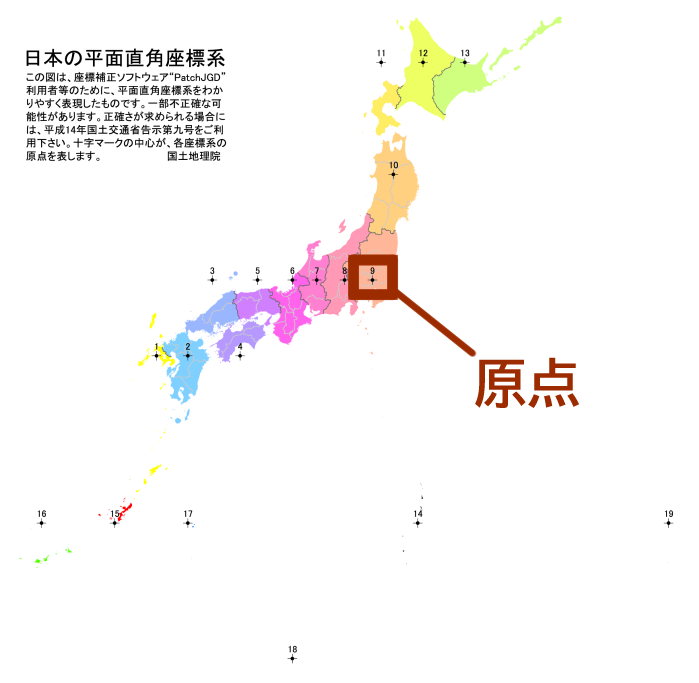 日本の平面直角座標系
この図は、座標補正ソフトウェア“PatchJGD”
利用者等のために、平面直角座標系をわか
りやすく表現したものです。一部不正確な可
能性があります。正確さが求められる場合に
は、平成14年国土交通省告示第九号をご利
用下さい。十字マークの中心が、各座標系の
原点を表します。 国土地理院
11 12 13
10
3 5 6 7 8 9
1 2 4
原点
16 15 17 14 19
18